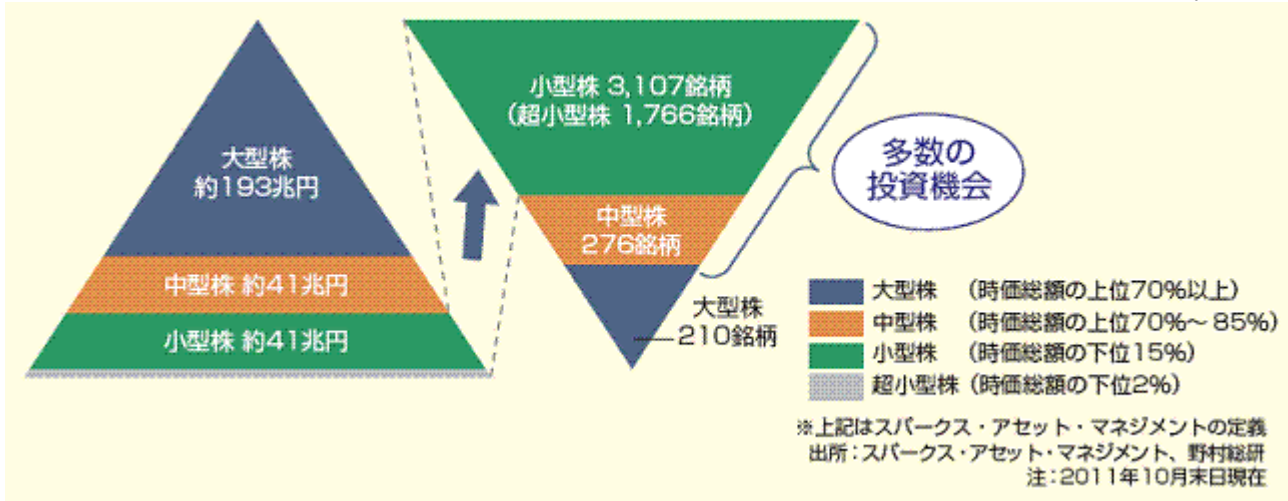 大型株
約193兆円
中型株 約41兆円
小型株 約41兆円
小型株 3,107銘柄
(超小型株 1,766銘柄)
中型株
276銘柄
大型株
210銘柄
多数の
投資機会
大型株 (時価総額の上位70%以上)
中型株 (時価総額の上位70%～85%)
小型株 (時価総額の下位15%)
超小型株 (時価総額の下位2%)
※上記はスパークス・アセット・マネジメントの定義
出所：スパークス・アセット・マネジメント、野村総研
注：2011年10月末日現在